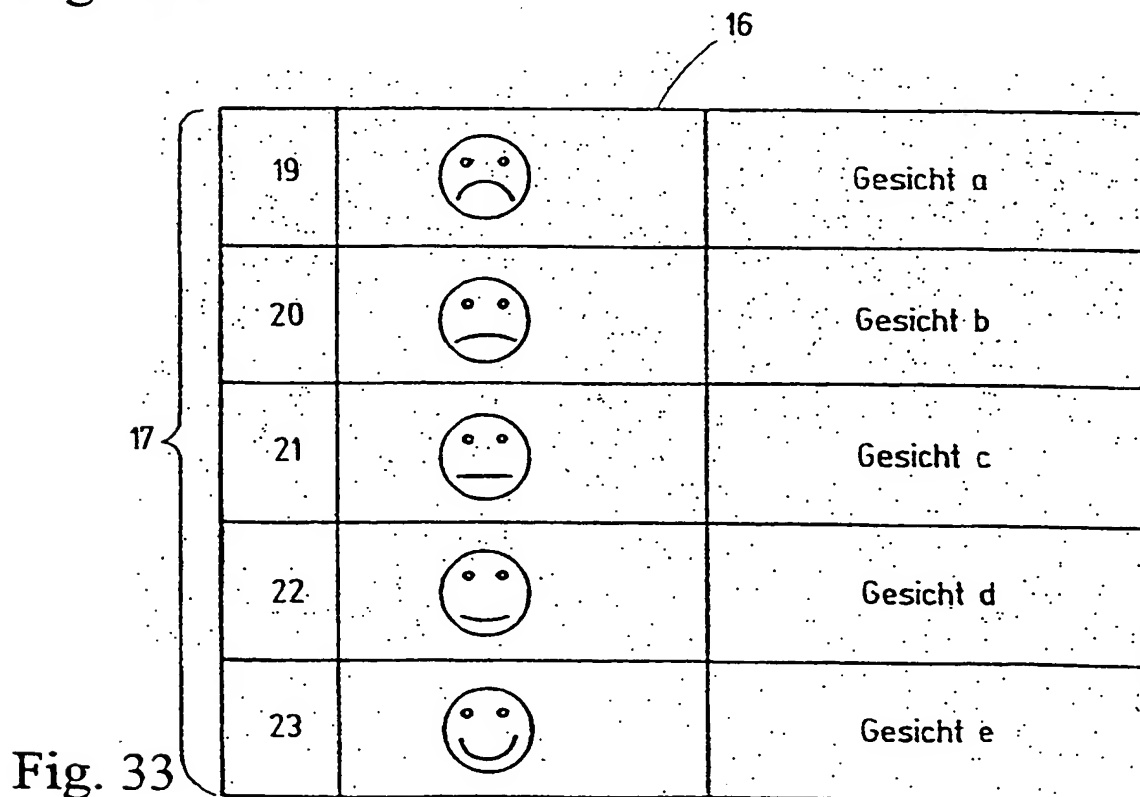 16
19 Gesicht a
20 Gesicht b
17
21 Gesicht c
22 Gesicht d
23 Gesicht e
Fig. 33